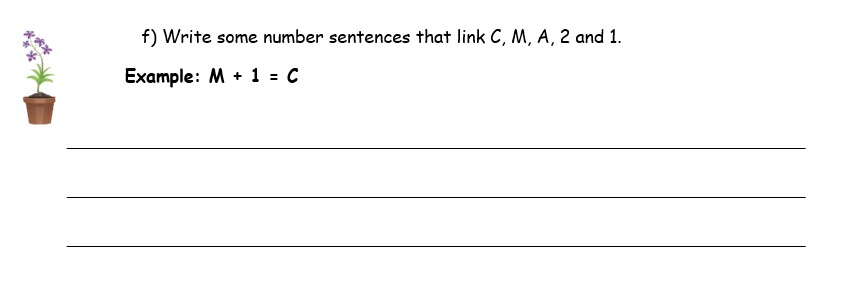 f) Write some number sentences that link C, M, A, 2 and 1.
Example: M + 1 = C